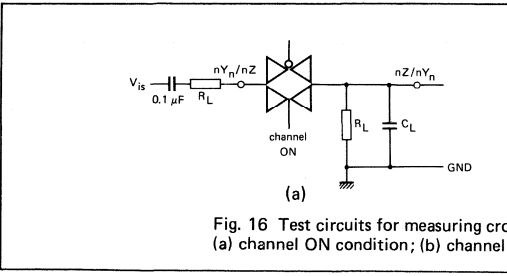 nYn/nZ
nZ/nYn
Vis
0.1 µF
RL
RL
CL
channel
ON
GND
(a)
Fig. 16 Test circuits for measuring
(a) channel ON condition; (b) channel